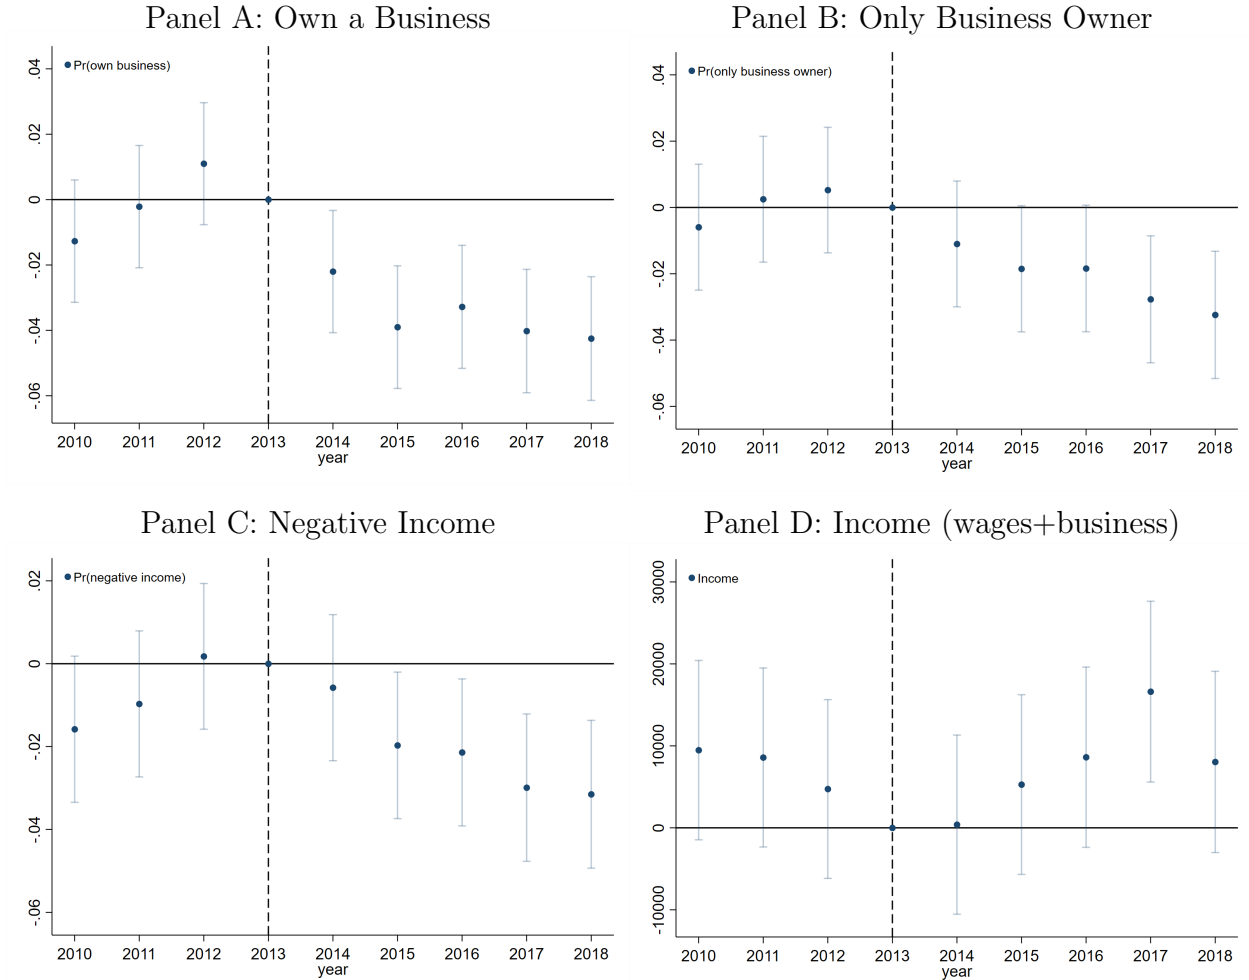 Panel A: Own a Business
Pr(own business)
.04
.02
0
-.02
-.04
-.06
2010 2011 2012 2013 2014 2015 2016 2017 2018
year
Panel B: Only Business Owner
Pr(only business owner)
.04
.02
0
-.02
-.04
-.06
2010 2011 2012 2013 2014 2015 2016 2017 2018
year
Panel C: Negative Income
Pr(negative income)
.02
0
-.02
-.04
-.06
2010 2011 2012 2013 2014 2015 2016 2017 2018
year
Panel D: Income (wages+business)
Income
30000
20000
10000
0
-10000
2010 2011 2012 2013 2014 2015 2016 2017 2018
year